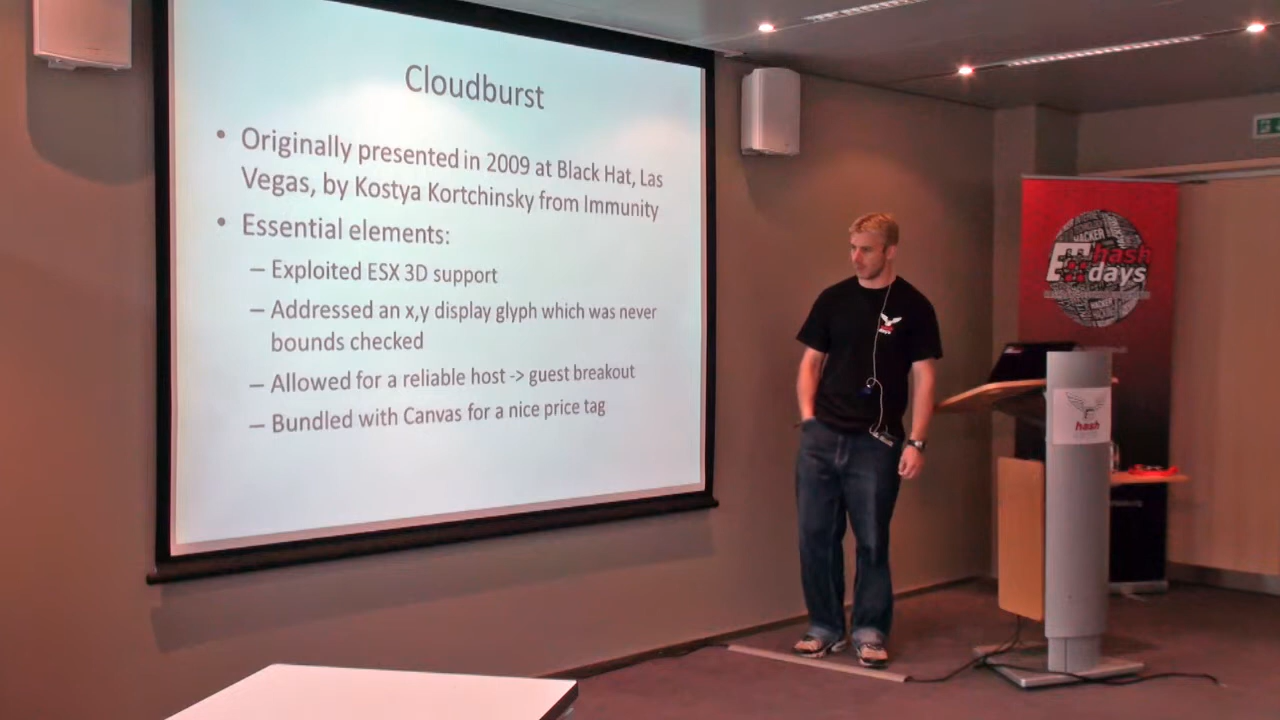 Cloudburst
• Originally presented in 2009 at Black Hat, Las
Vegas, by Kostya Kortchinsky from Immunity
• Essential elements:
– Exploited ESX 3D support
– Addressed an x,y display glyph which was never
bounds checked
– Allowed for a reliable host -> guest breakout
– Bundled with Canvas for a nice price tag
HACKER
hash
days
hash